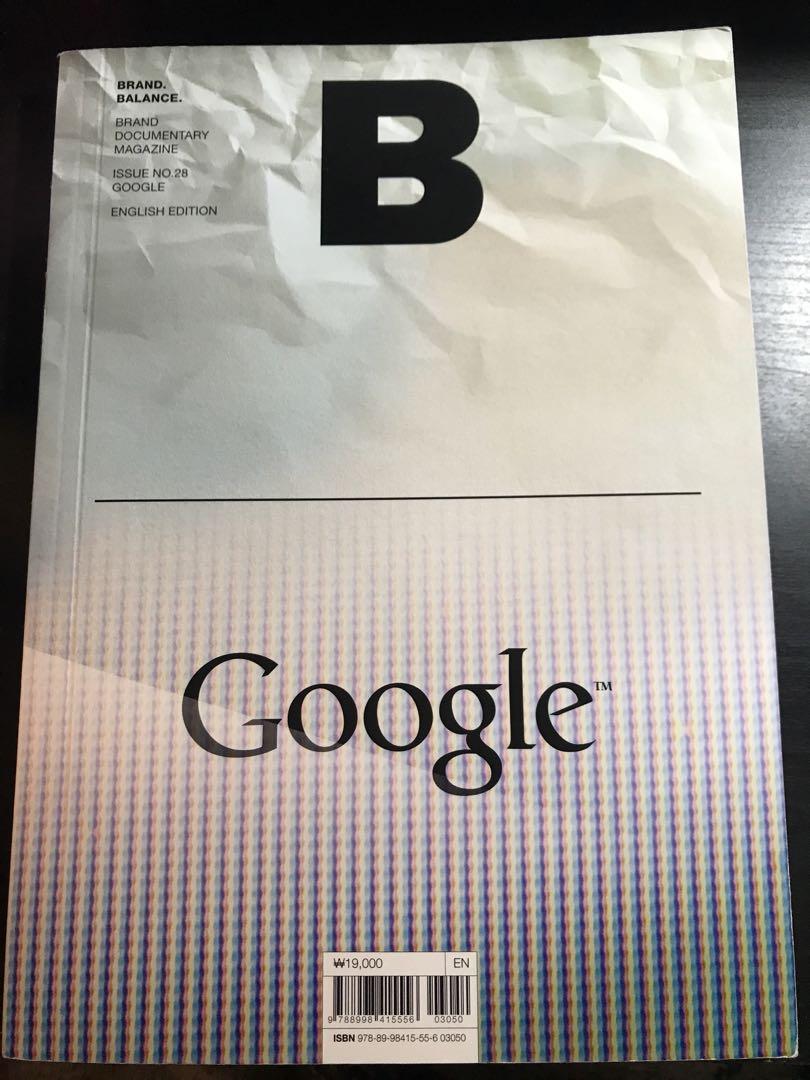 BRAND.
BALANCE.
BRAND
DOCUMENTARY
MAGAZINE
ISSUE NO.28
GOOGLE
ENGLISH EDITION
B
Google™
₩19,000 EN
9 788998 415556 03050
ISBN 978-89-98415-55-6 03050